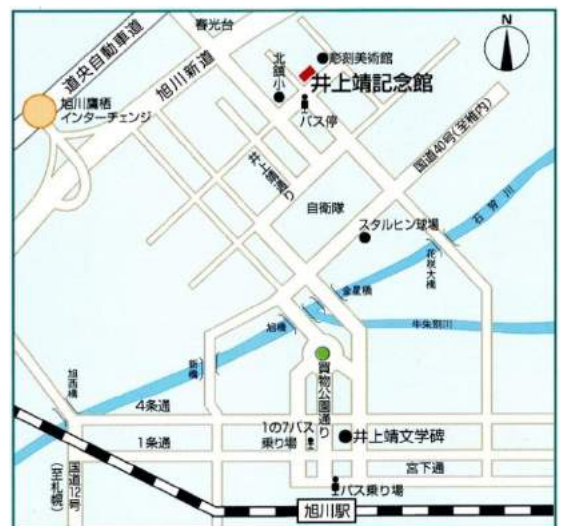 春光台
N
道央自動車道
旭川新道
北鎮小
彫刻美術館
井上靖記念館
バス停
旭川鷹栖
インターチェンジ
国道40号(至稚内)
井上靖通り
自衛隊
スタルヒン球場
石狩川
花咲大橋
金星橋
旭橋
牛朱別川
新橋
旭西橋
買物公園通り
4条通
1の7バス
乗り場
井上靖文学碑
1条通
宮下通
国道12号
(至札幌)
バス乗り場
旭川駅